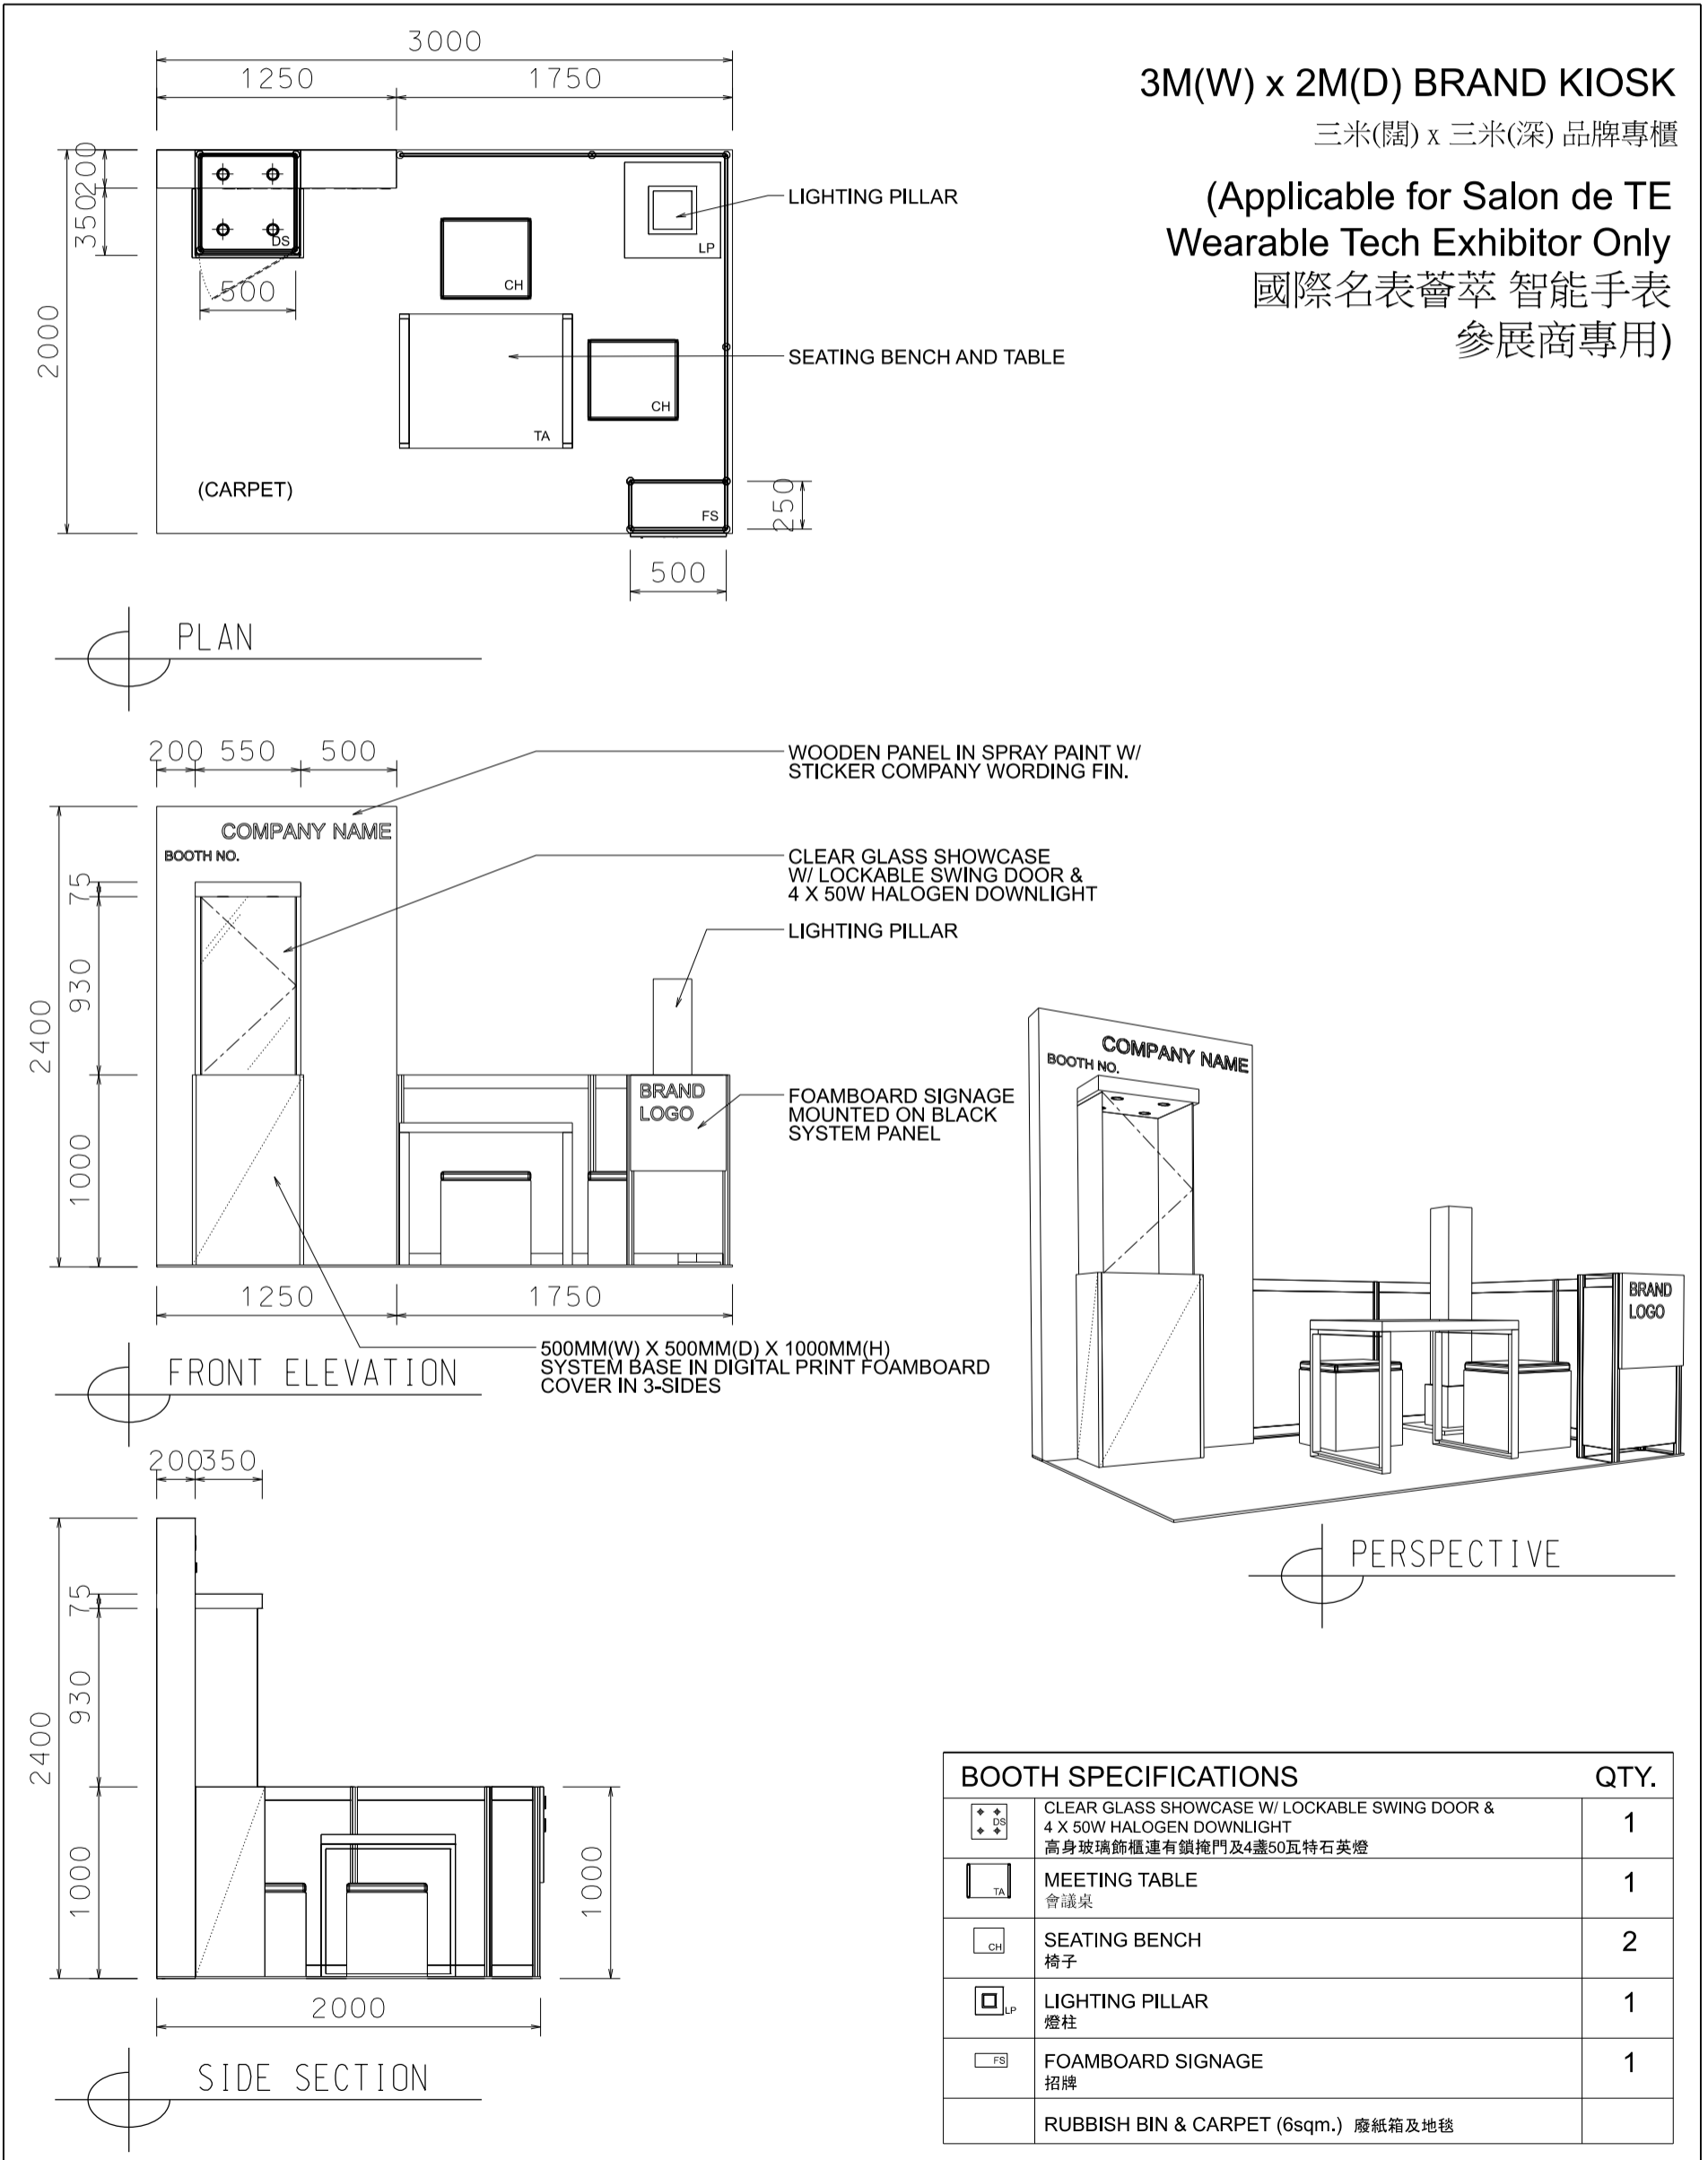 3M(W) x 2M(D) BRAND KIOSK
三米(闊) x 三米(深) 品牌專櫃
(Applicable for Salon de TE
Wearable Tech Exhibitor Only
國際名表薈萃 智能手表
參展商專用)
3000
1250 1750
200
350
2000
500
DS
CH
CH
TA
LP
FS
250
500
(CARPET)
LIGHTING PILLAR
SEATING BENCH AND TABLE
PLAN
200 550 500
COMPANY NAME
BOOTH NO.
75
930
2400
1000
BRAND
LOGO
1250 1750
WOODEN PANEL IN SPRAY PAINT W/
STICKER COMPANY WORDING FIN.
CLEAR GLASS SHOWCASE
W/ LOCKABLE SWING DOOR &
4 X 50W HALOGEN DOWNLIGHT
LIGHTING PILLAR
FOAMBOARD SIGNAGE
MOUNTED ON BLACK
SYSTEM PANEL
500MM(W) X 500MM(D) X 1000MM(H)
SYSTEM BASE IN DIGITAL PRINT FOAMBOARD
COVER IN 3-SIDES
FRONT ELEVATION
COMPANY NAME
BOOTH NO.
BRAND
LOGO
PERSPECTIVE
200 350
75
930
2400
1000
1000
2000
SIDE SECTION
BOOTH SPECIFICATIONS QTY.
DS
CLEAR GLASS SHOWCASE W/ LOCKABLE SWING DOOR &
4 X 50W HALOGEN DOWNLIGHT
高身玻璃飾櫃連有鎖掩門及4盞50瓦特石英燈
1
TA
MEETING TABLE
會議桌
1
CH
SEATING BENCH
椅子
2
LP
LIGHTING PILLAR
燈柱
1
FS
FOAMBOARD SIGNAGE
招牌
1
RUBBISH BIN & CARPET (6sqm.) 廢紙箱及地毯